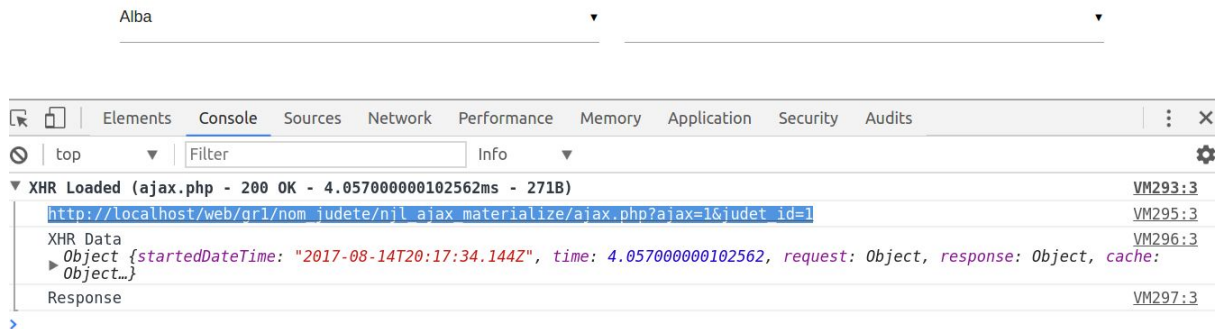 Alba
Elements Console Sources Network Performance Memory Application Security Audits
top Filter Info
XHR Loaded (ajax.php - 200 OK - 4.057000000102562ms - 271B) VM293:3
http://localhost/web/gr1/nom_judete/njl_ajax_materialize/ajax.php?ajax=1&judet_id=1 VM295:3
XHR Data VM296:3
Object {startedDateTime: "2017-08-14T20:17:34.144Z", time: 4.057000000102562, request: Object, response: Object, cache:
Object…}
Response VM297:3